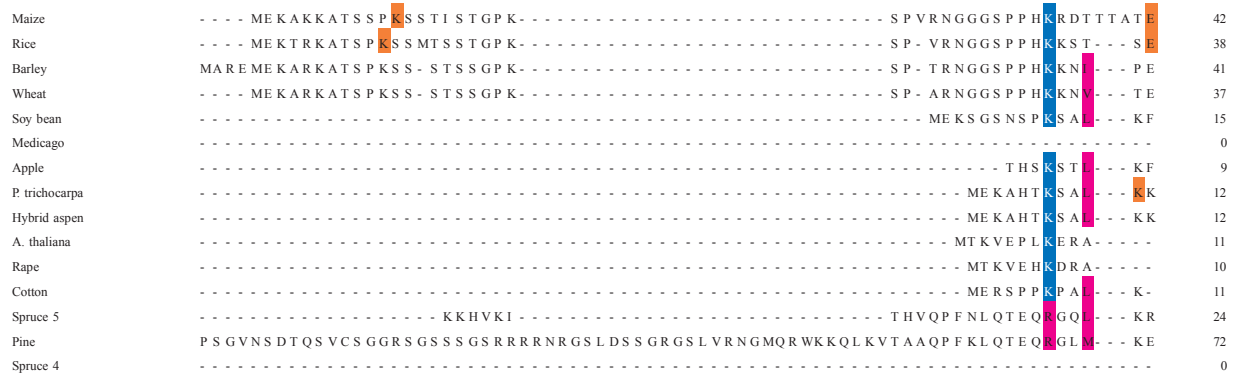 Maize ----MEKAKKATSSPKSSTISTGPK-----------------------------SPVRNGGGSPPHKRDTTTATE 42
Rice ----MEKTRKATSPKSSMTSSTGPK-----------------------------SP-VRNGGSPPHKKST---SE 38
Barley MAREMEKARKATSPKSS-STSSGPK-----------------------------SP-TRNGGSPPHKKNI---PE 41
Wheat ----MEKARKATSPKSS-STSSGPK-----------------------------SP-ARNGGSPPHKKNV---TE 37
Soy bean ---------------------------------------------------------MEKSGSNSPKSAL---KF 15
Medicago --------------------------------------------------------------------------- 0
Apple ---------------------------------------------------------------THSKSTL---KF 9
P. trichocarpa ------------------------------------------------------------MEKAHTKSAL---KK 12
Hybrid aspen ------------------------------------------------------------MEKAHTKSAL---KK 12
A. thaliana -----------------------------------------------------------MTKVEPLKERA----- 11
Rape ------------------------------------------------------------MTKVEHKDRA----- 10
Cotton ------------------------------------------------------------MERSPPKPAL---K- 11
Spruce 5 -------------------KKHVKI-----------------------------THVQPFNLQTEQRGQL---KR 24
Pine PSGVNSDTQSVCSGGRSGSSSGSRRRRNRGSLDSSGRGSLVRNGMQRWKKQLKVTAAQPFKLQTEQRGLM---KE 72
Spruce 4 --------------------------------------------------------------------------- 0